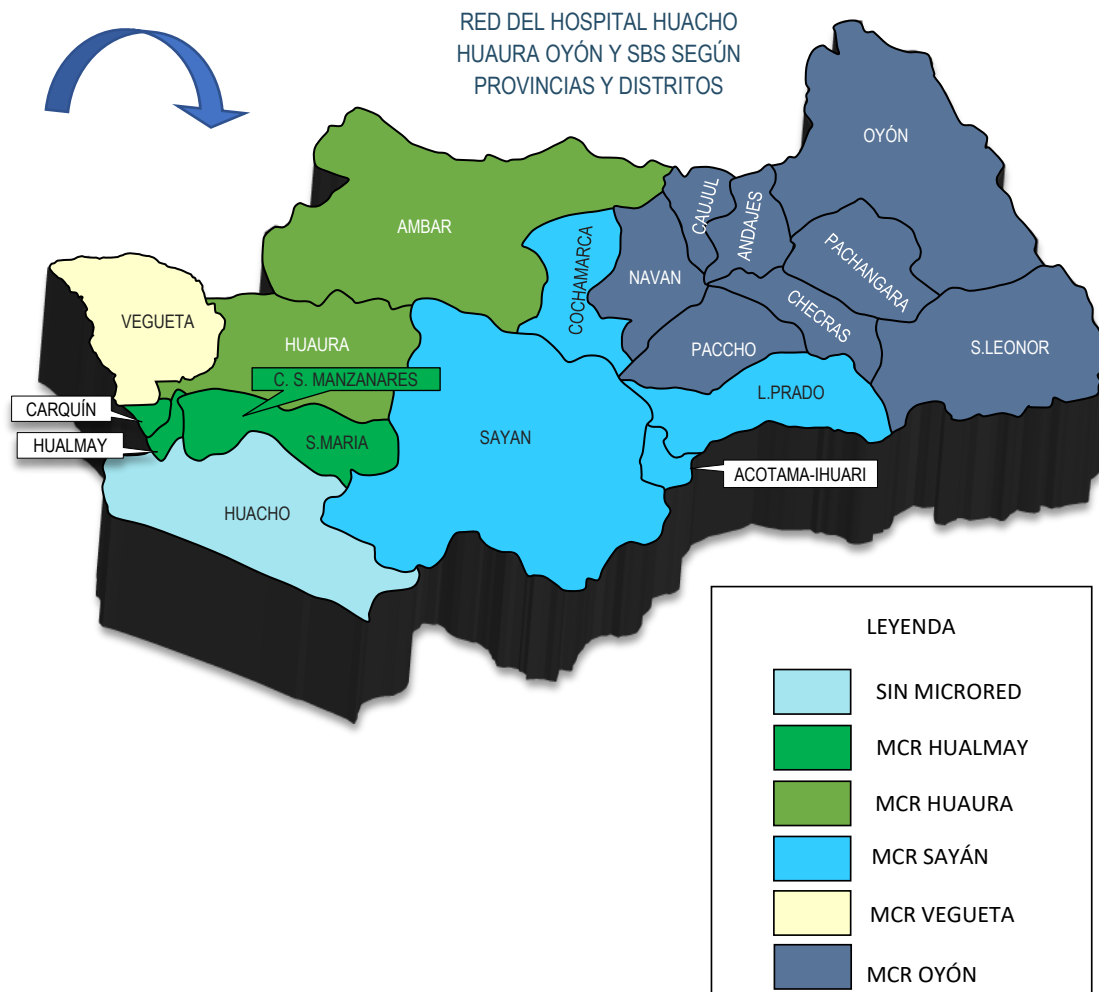 RED DEL HOSPITAL HUACHO
HUAURA OYÓN Y SBS SEGÚN
PROVINCIAS Y DISTRITOS
OYÓN
CAUJUL
ANDAJES
AMBAR
COCHAMARCA
NAVAN
PACHANGARA
CHECRAS
VEGUETA
HUAURA
PACCHO
S.LEONOR
C. S. MANZANARES
L.PRADO
CARQUÍN
HUALMAY
S.MARIA
SAYAN
ACOTAMA-IHUARI
HUACHO
LEYENDA
SIN MICRORED
MCR HUALMAY
MCR HUAURA
MCR SAYÁN
MCR VEGUETA
MCR OYÓN